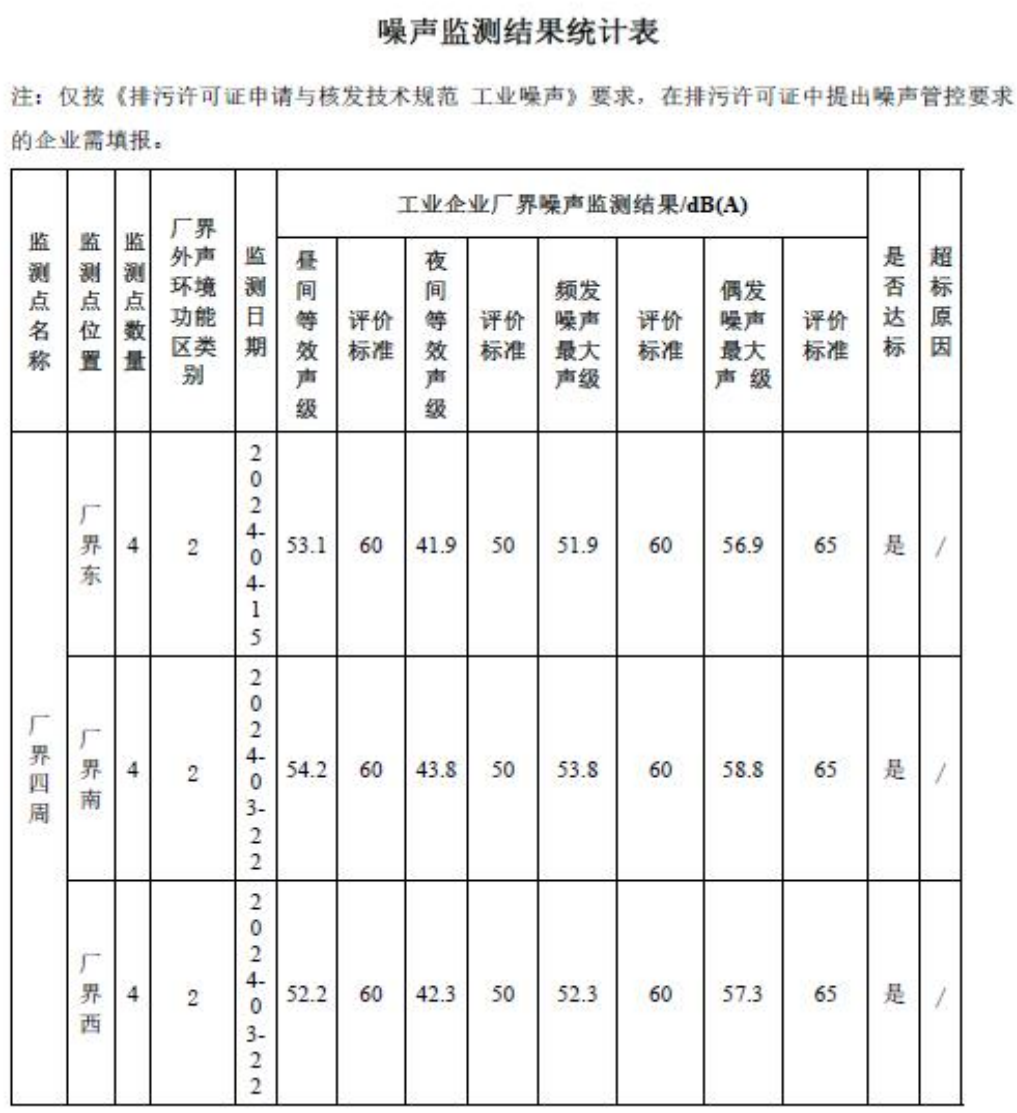 噪声监测结果统计表
注：仅按《排污许可证申请与核发技术规范 工业噪声》要求，在排污许可证中提出噪声管控要求
的企业需填报。
监测点名称 监测点位置 监测点数量 厂界外声环境功能区类别 监测日期 工业企业厂界噪声监测结果/dB(A) 是否达标 超标原因
昼间等效声级 评价标准 夜间等效声级 评价标准 频发噪声最大声级 评价标准 偶发噪声最大声 级 评价标准
厂界四周
厂界东 4 2 2024-04-15 53.1 60 41.9 50 51.9 60 56.9 65 是 /
厂界南 4 2 2024-03-22 54.2 60 43.8 50 53.8 60 58.8 65 是 /
厂界西 4 2 2024-03-22 52.2 60 42.3 50 52.3 60 57.3 65 是 /